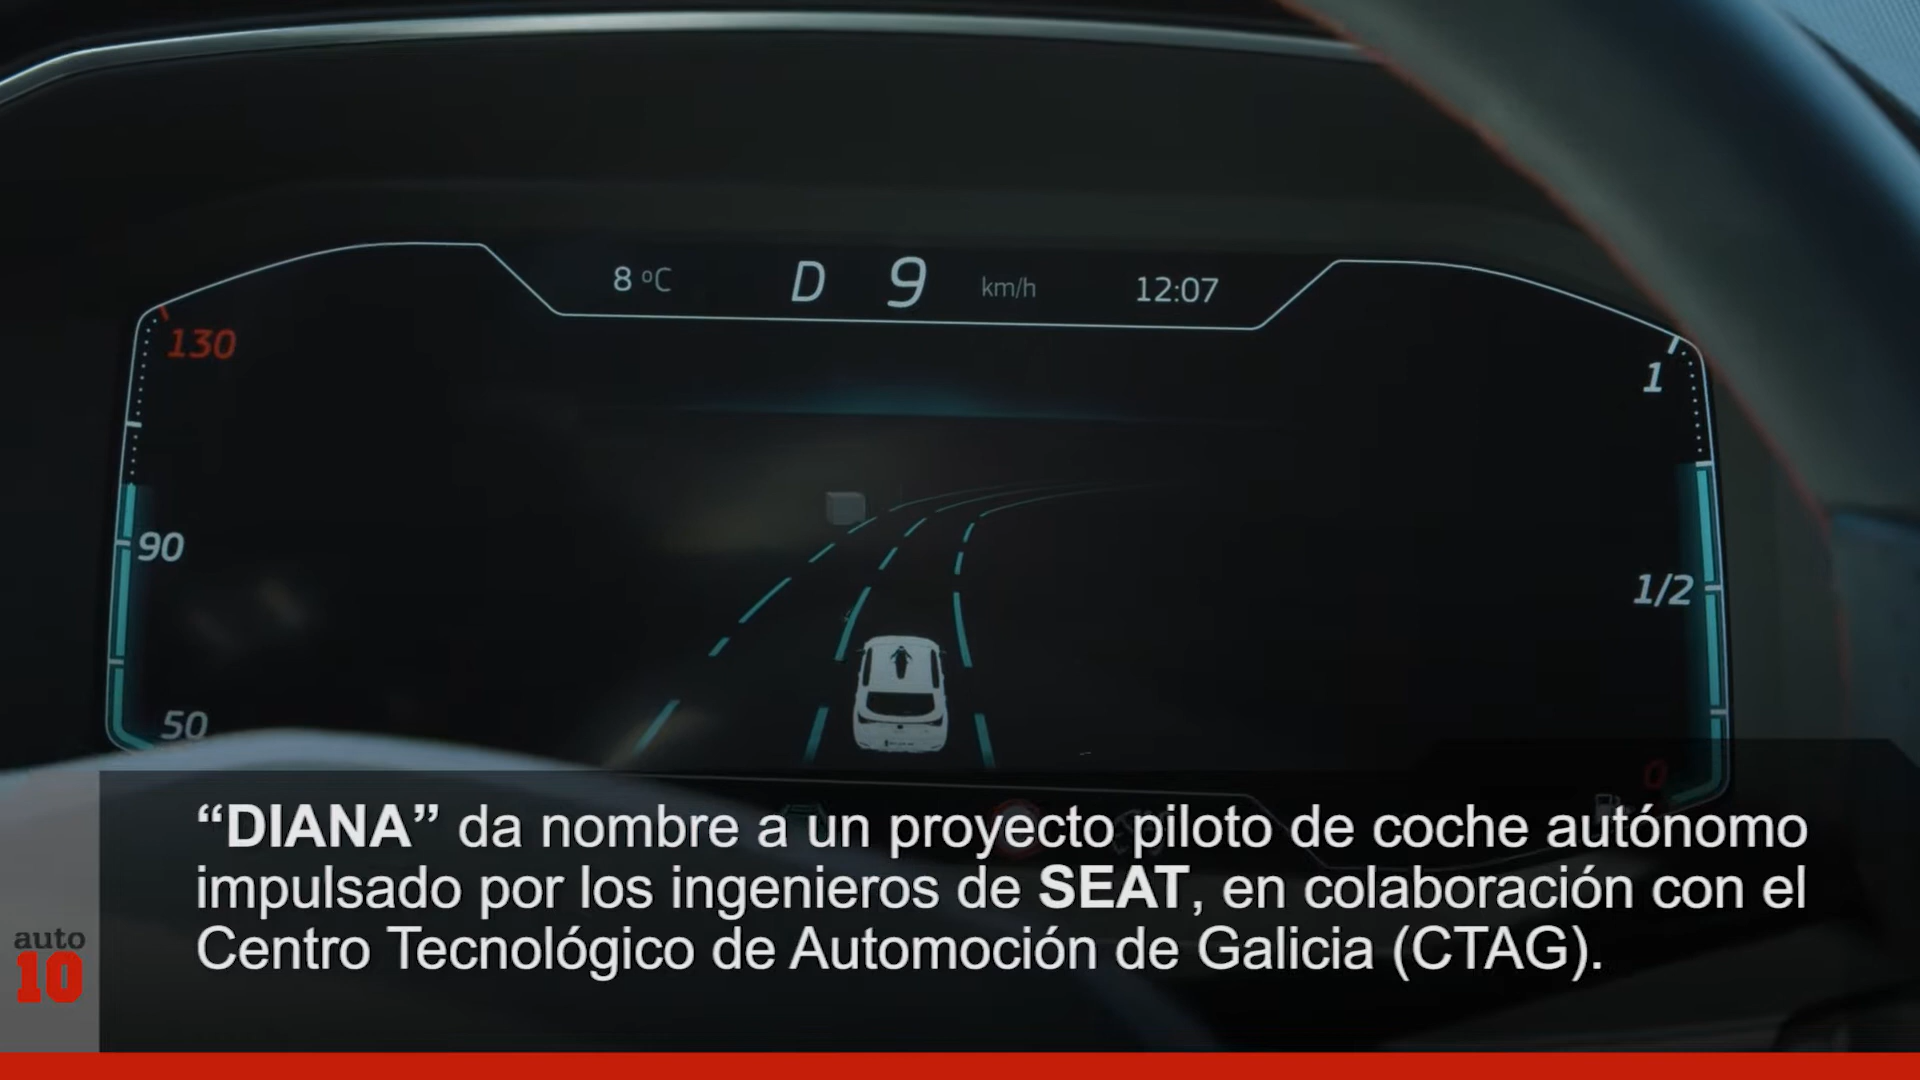 8 °C D 9 km/h 12:07
130
1
90
1/2
50
0
“DIANA” da nombre a un proyecto piloto de coche autónomo
impulsado por los ingenieros de SEAT, en colaboración con el
Centro Tecnológico de Automoción de Galicia (CTAG).
auto
10